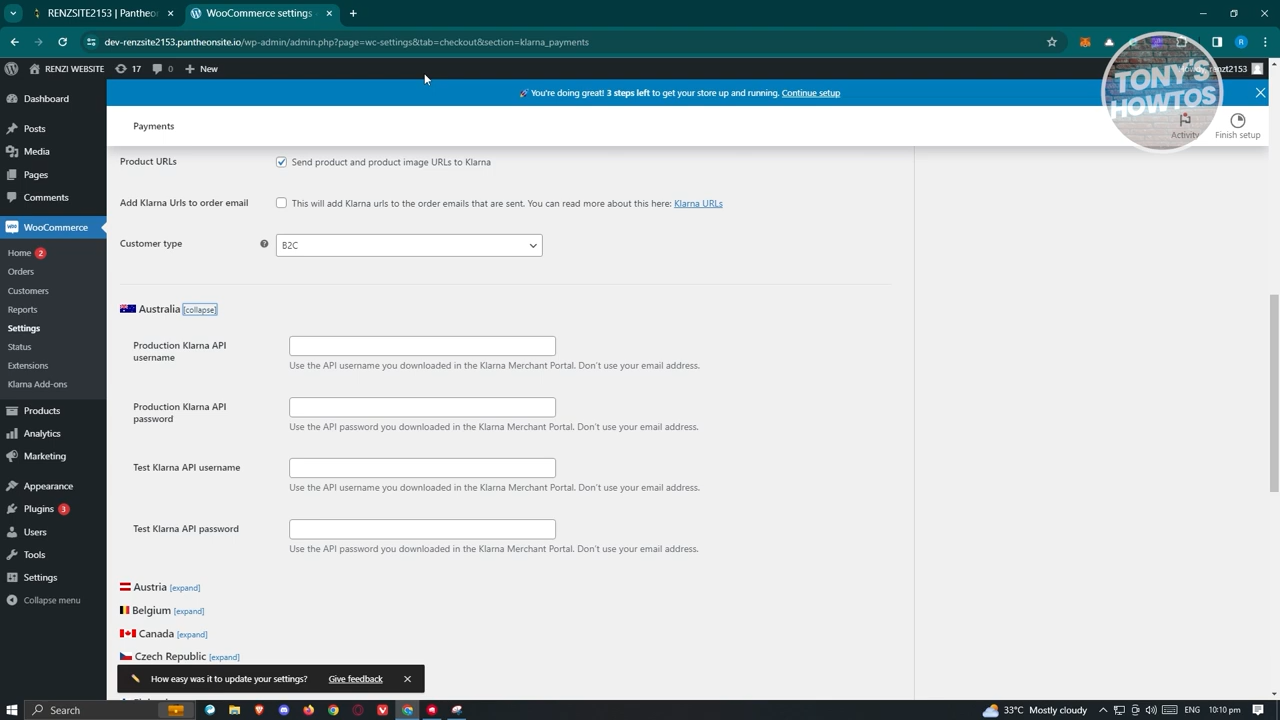 RENZSITE2153 | Pantheon
WooCommerce settings
dev-renzsite2153.pantheonsite.io/wp-admin/admin.php?page=wc-settings&tab=checkout&section=klarna_payments
R
RENZI WEBSITE
17
0
New
renzt2153
TONY'S
HOWTOS
Dashboard
🚀 You're doing great! 3 steps left to get your store up and running. Continue setup
Posts
Payments
Activity
Finish setup
Media
Product URLs
Send product and product image URLs to Klarna
Pages
Comments
Add Klarna Urls to order email
This will add Klarna urls to the order emails that are sent. You can read more about this here: Klarna URLs
WooCommerce
Customer type
B2C
Home 2
Orders
Customers
Reports
Australia [collapse]
Settings
Status
Production Klarna API
username
Use the API username you downloaded in the Klarna Merchant Portal. Don't use your email address.
Extensions
Klarna Add-ons
Products
Production Klarna API
password
Use the API password you downloaded in the Klarna Merchant Portal. Don't use your email address.
Analytics
Marketing
Test Klarna API username
Use the API username you downloaded in the Klarna Merchant Portal. Don't use your email address.
Appearance
Plugins 3
Test Klarna API password
Use the API password you downloaded in the Klarna Merchant Portal. Don't use your email address.
Users
Tools
Settings
Collapse menu
Austria [expand]
Belgium [expand]
Canada [expand]
Czech Republic [expand]
How easy was it to update your settings?
Give feedback
Search
33°C Mostly cloudy
ENG
10:10 pm